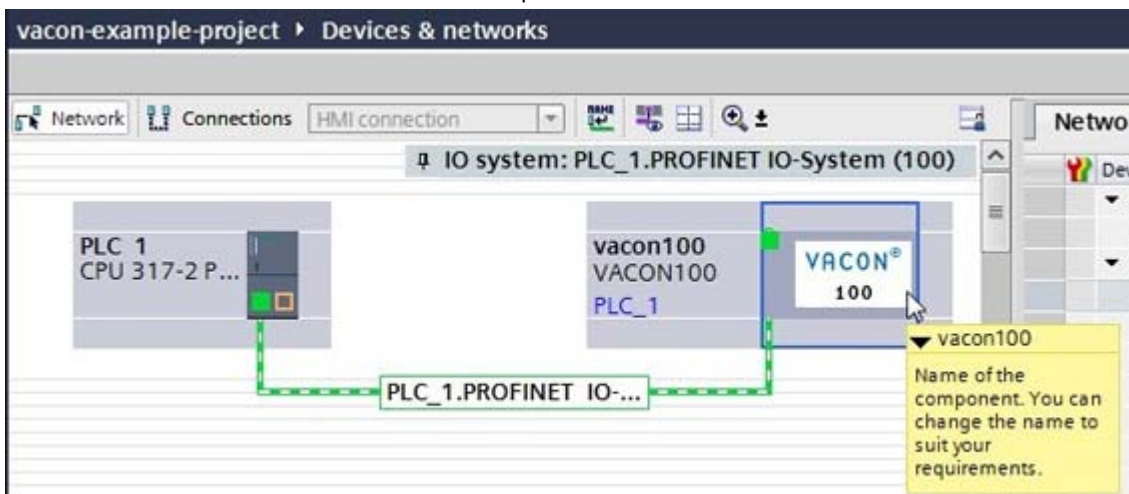 vacon-example-project ▸ Devices & networks
Network Connections HMI connection
IO system: PLC_1.PROFINET IO-System (100)
Netwo
Dev
PLC 1
CPU 317-2 P...
vacon100
VACON100
PLC_1
VACON®
100
PLC_1.PROFINET IO-...
vacon100
Name of the
component. You can
change the name to
suit your
requirements.